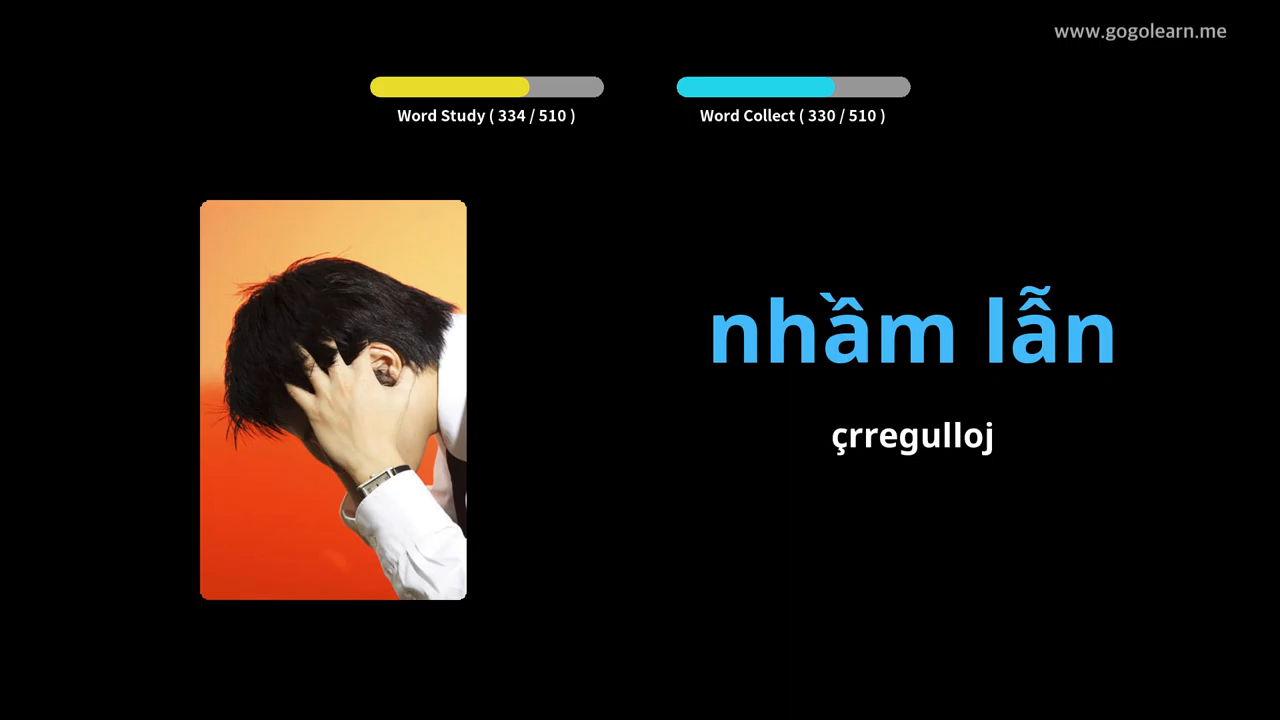 www.gogolearn.me
Word Study ( 334 / 510 )
Word Collect ( 330 / 510 )
nhầm lẫn
çrregulloj